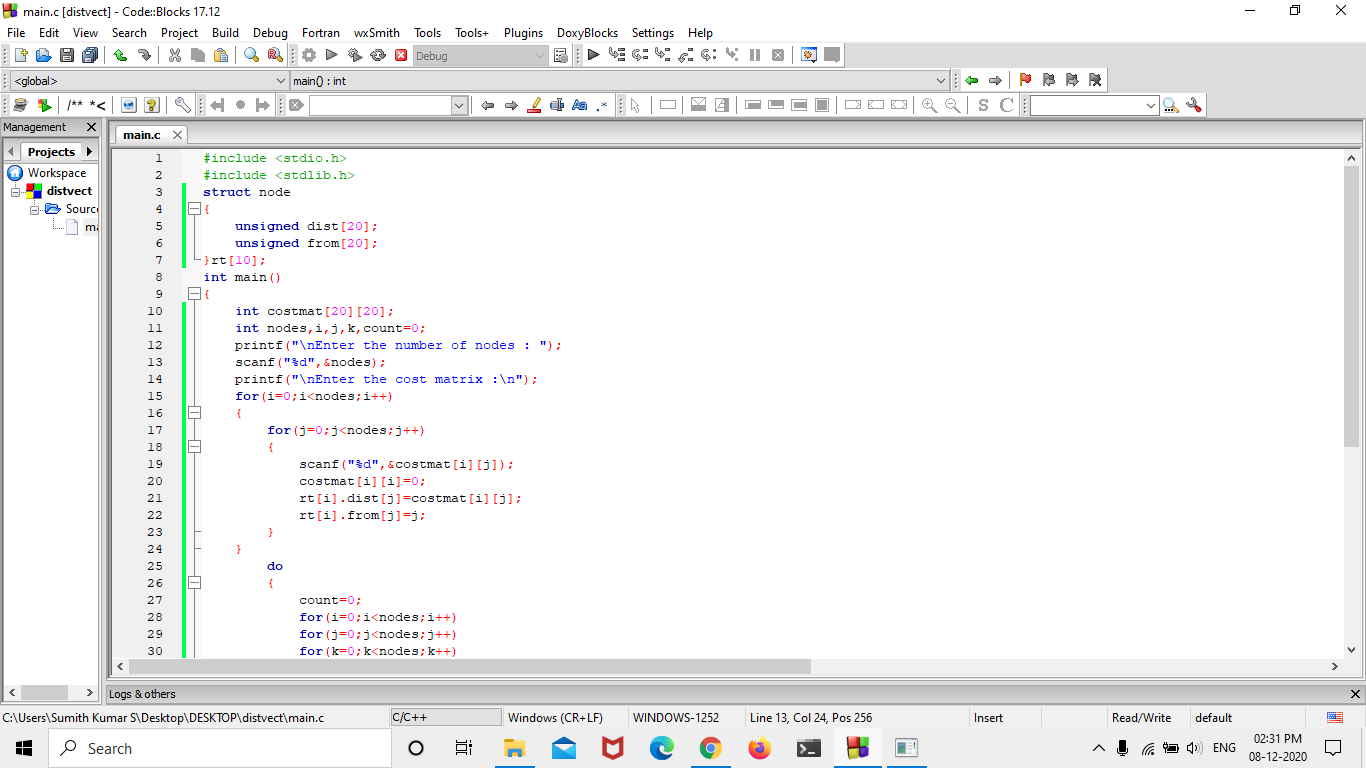 main.c [distvect] - Code::Blocks 17.12
File Edit View Search Project Build Debug Fortran wxSmith Tools Tools+ Plugins DoxyBlocks Settings Help
Debug
<global> main() : int
/** *< Aa .* S C
Management
main.c
Projects
Workspace
distvect
Sourc
ma
1 #include <stdio.h>
2 #include <stdlib.h>
3 struct node
4 {
5 unsigned dist[20];
6 unsigned from[20];
7 }rt[10];
8 int main()
9 {
10 int costmat[20][20];
11 int nodes,i,j,k,count=0;
12 printf("\nEnter the number of nodes : ");
13 scanf("%d",&nodes);
14 printf("\nEnter the cost matrix :\n");
15 for(i=0;i<nodes;i++)
16 {
17 for(j=0;j<nodes;j++)
18 {
19 scanf("%d",&costmat[i][j]);
20 costmat[i][i]=0;
21 rt[i].dist[j]=costmat[i][j];
22 rt[i].from[j]=j;
23 }
24 }
25 do
26 {
27 count=0;
28 for(i=0;i<nodes;i++)
29 for(j=0;j<nodes;j++)
30 for(k=0;k<nodes;k++)
Logs & others
C:\Users\Sumith Kumar S\Desktop\DESKTOP\distvect\main.c C/C++ Windows (CR+LF) WINDOWS-1252 Line 13, Col 24, Pos 256 Insert Read/Write default
Search
ENG
02:31 PM
08-12-2020